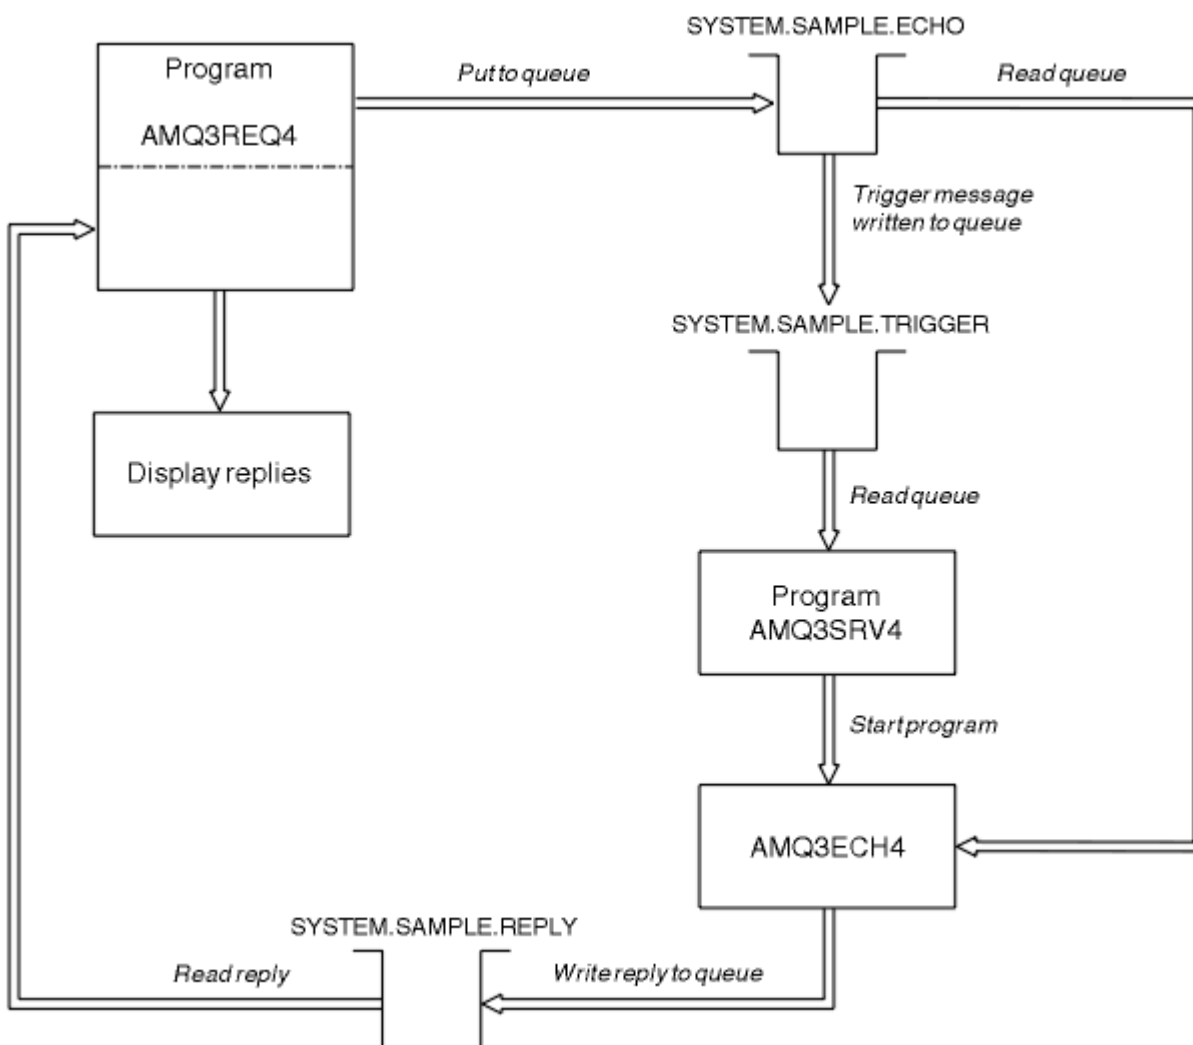 SYSTEM.SAMPLE.ECHO
Program
AMQ3REQ4
Put to queue
Read queue
Trigger message
written to queue
SYSTEM.SAMPLE.TRIGGER
Display replies
Read queue
Program
AMQ3SRV4
Start program
AMQ3ECH4
SYSTEM.SAMPLE.REPLY
Read reply
Write reply to queue